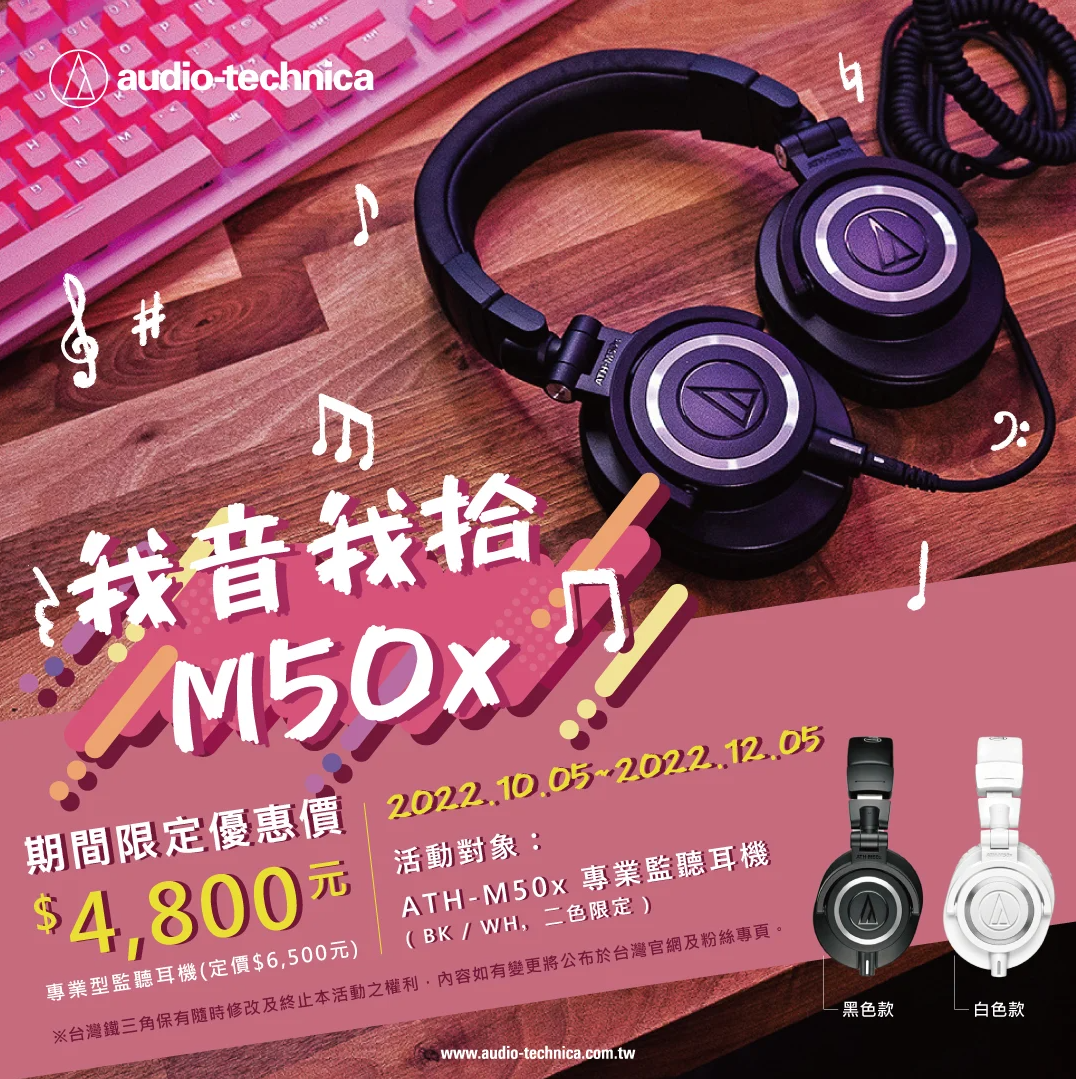 audio-technica
ATH-M50x
我音我拾
M50x
2022.10.05~2022.12.05
期間限定優惠價
$4,800元
專業型監聽耳機(定價$6,500元)
活動對象：
ATH-M50x 專業監聽耳機
( BK / WH, 二色限定 )
※台灣鐵三角保有隨時修改及終止本活動之權利．內容如有變更將公布於台灣官網及粉絲專頁。
黑色款
白色款
www.audio-technica.com.tw